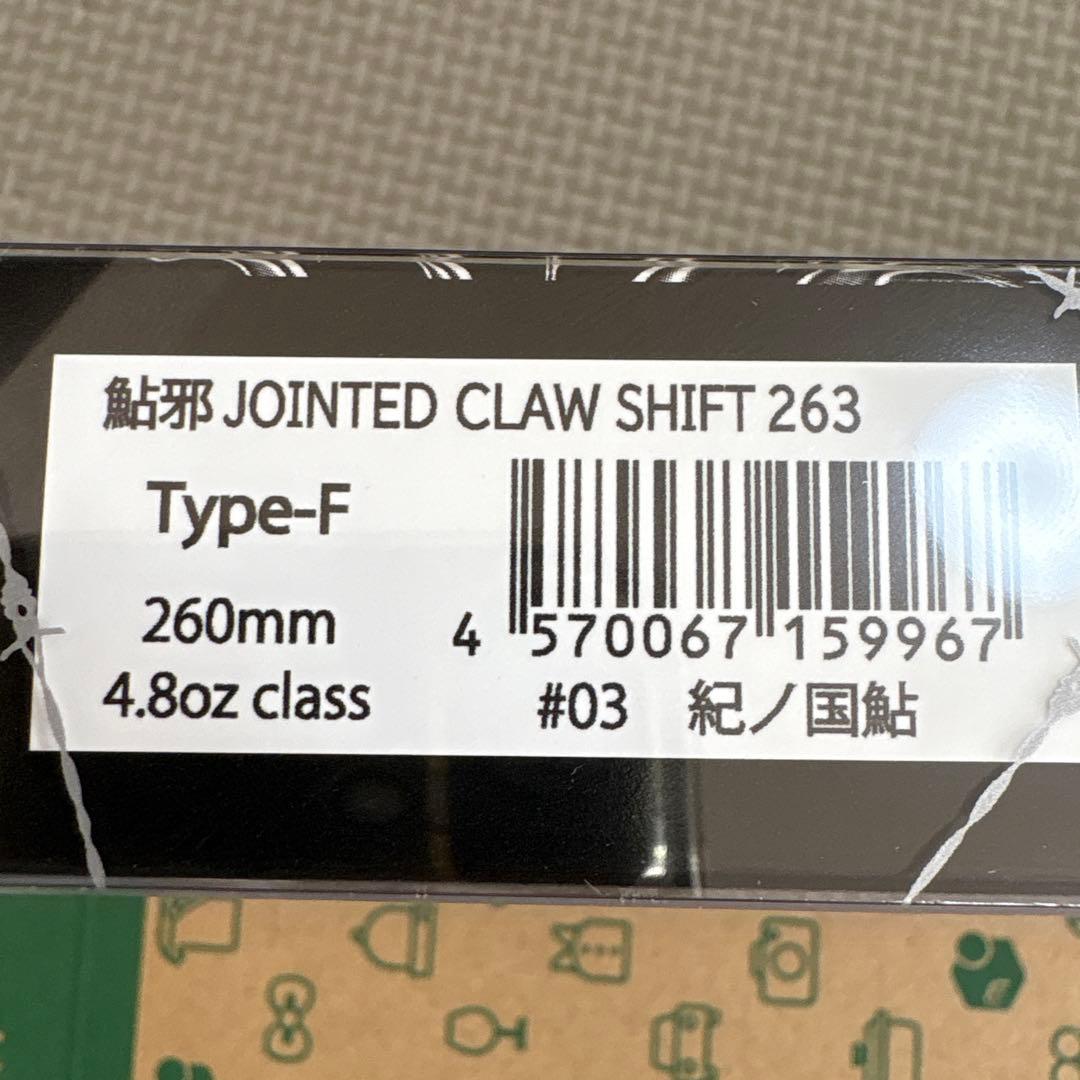 鮎邪 JOINTED CLAW SHIFT 263
Type-F
260mm
4.8oz class
4 570067 159967
#03 紀ノ国鮎